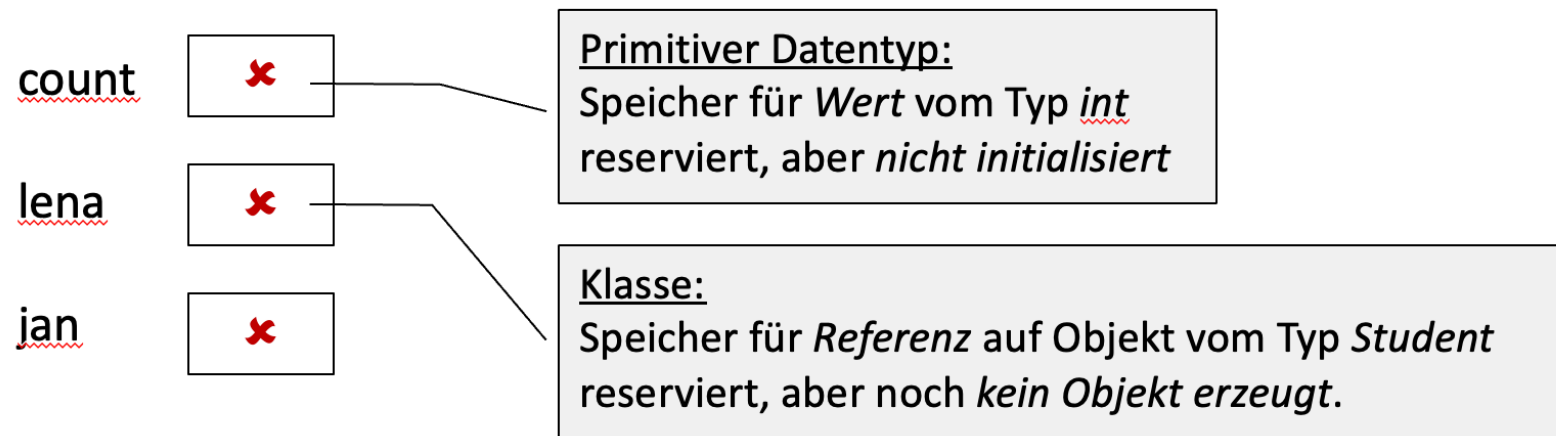 count
Primitiver Datentyp:
Speicher für Wert vom Typ int
reserviert, aber nicht initialisiert
lena
Klasse:
Speicher für Referenz auf Objekt vom Typ Student
reserviert, aber noch kein Objekt erzeugt.
jan